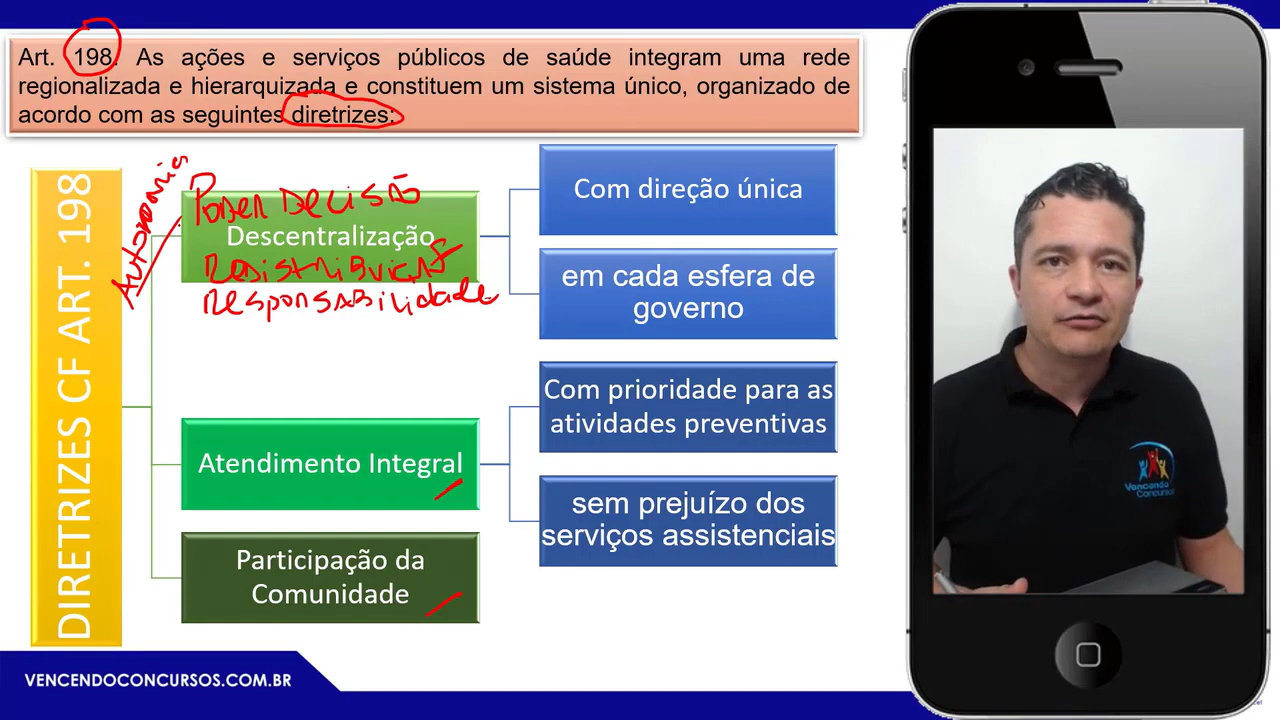 Art. 198. As ações e serviços públicos de saúde integram uma rede
regionalizada e hierarquizada e constituem um sistema único, organizado de
acordo com as seguintes diretrizes:
DIRETRIZES CF ART. 198
Autonomia
PODER DECISÃO
Descentralização
Responsabilidade
Com direção única
em cada esfera de
governo
Atendimento Integral
Com prioridade para as
atividades preventivas
sem prejuízo dos
serviços assistenciais
Participação da
Comunidade
Vencendo
Concursos
VENCENDOCONCURSOS.COM.BR